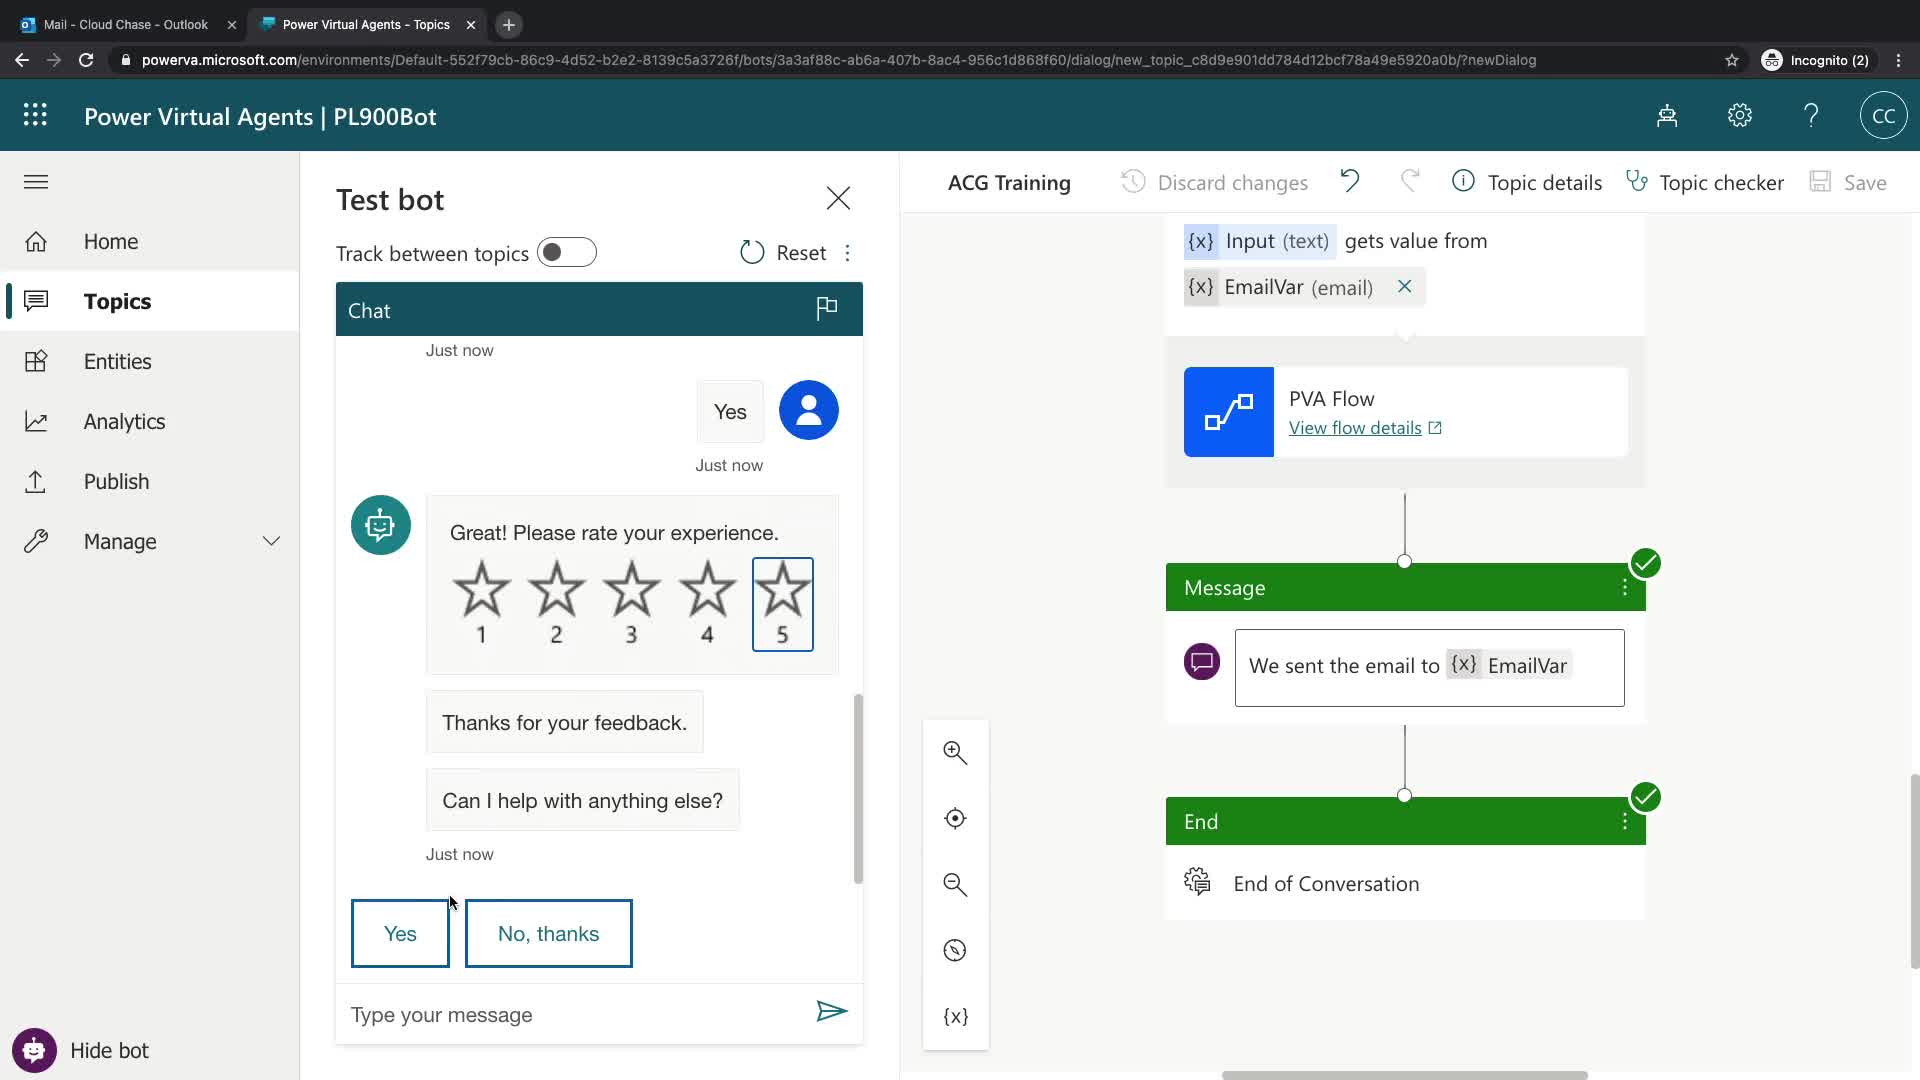 Mail - Cloud Chase - Outlook
Power Virtual Agents - Topics
powerva.microsoft.com/environments/Default-552f79cb-86c9-4d52-b2e2-8139c5a3726f/bots/3a3af88c-ab6a-407b-8ac4-956c1d868f60/dialog/new_topic_c8d9e901dd784d12bcf78a49e5920a0b/?newDialog
Incognito (2)
Power Virtual Agents | PL900Bot
CC
Home
Topics
Entities
Analytics
Publish
Manage
Hide bot
Test bot
Track between topics
Reset
Chat
Just now
Yes
Just now
Great! Please rate your experience.
1 2 3 4 5
Thanks for your feedback.
Can I help with anything else?
Just now
Yes
No, thanks
Type your message
ACG Training
Discard changes
Topic details
Topic checker
Save
{x} Input (text) gets value from
{x} EmailVar (email)
PVA Flow
View flow details
Message
We sent the email to {x} EmailVar
End
End of Conversation
{x}